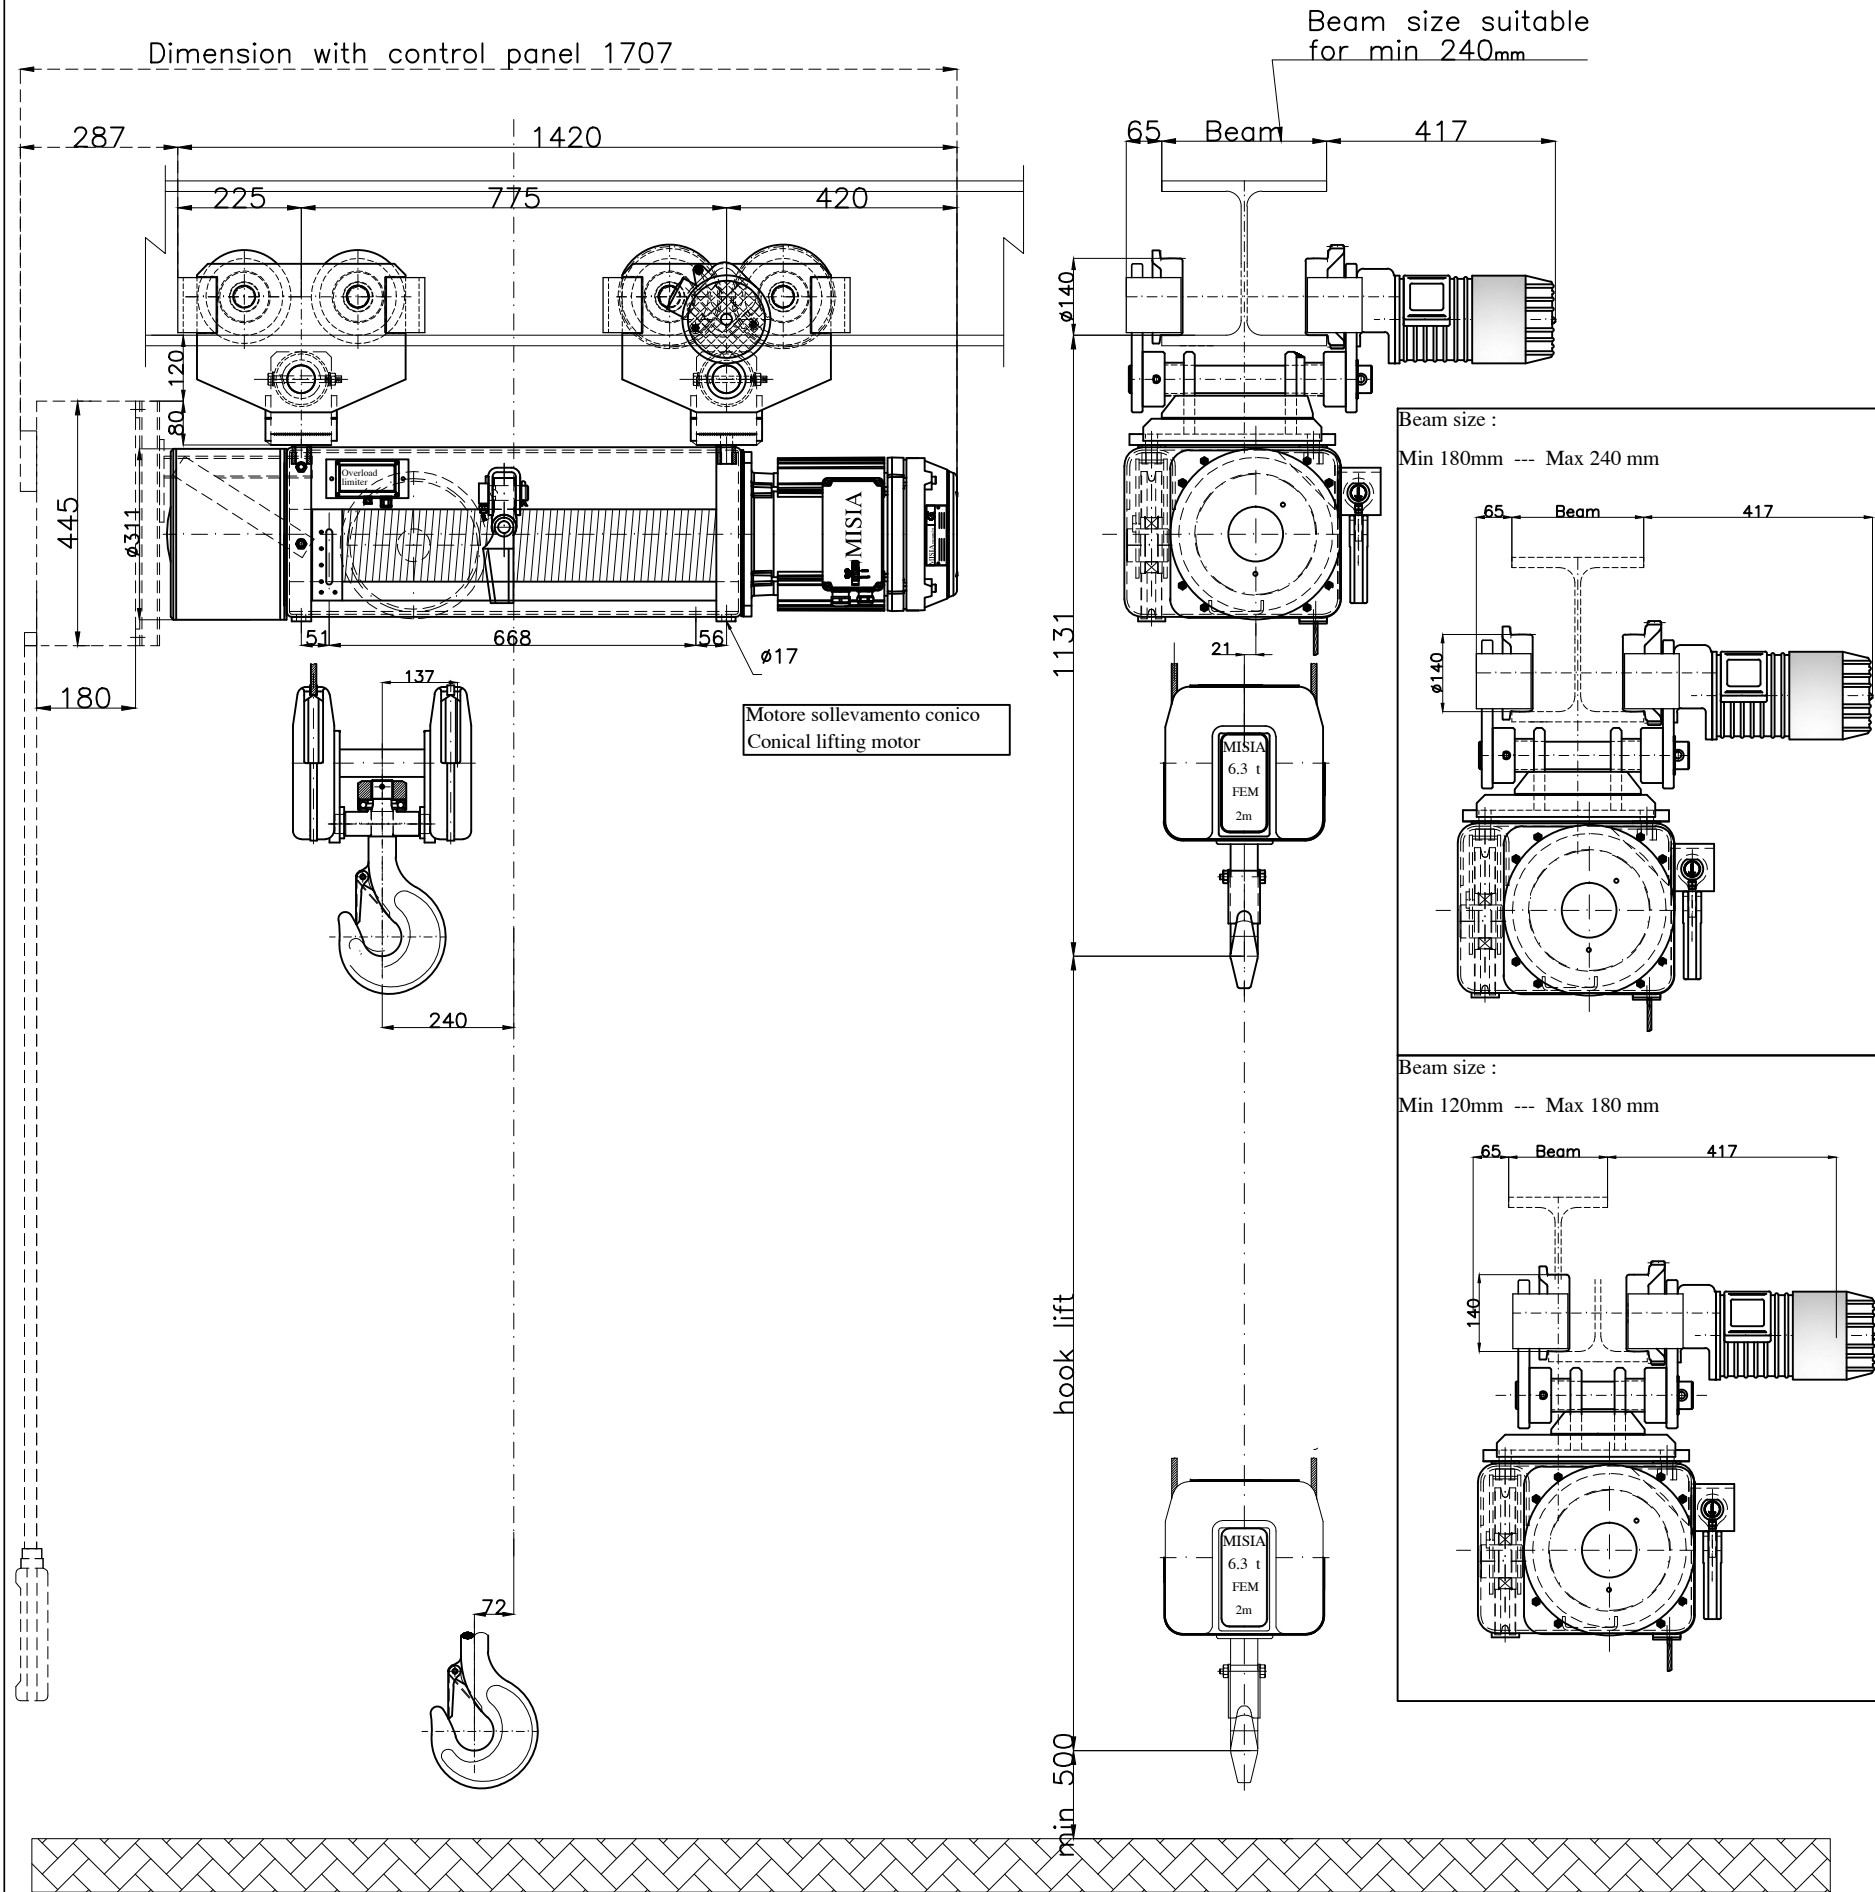 Beam size suitable
for min 240mm
Dimension with control panel 1707
287
1420
65
Beam
417
225
775
420
ø140
120
80
445
ø311
Overload
limiter
MISIA
51
668
56
ø17
180
137
Motore sollevamento conico
Conical lifting motor
240
72
1131
21
MISIA
6.3 t
FEM
2m
hook lift
MISIA
6.3 t
FEM
2m
min 500
Beam size :
Min 180mm --- Max 240 mm
65
Beam
417
ø140
Beam size :
Min 120mm --- Max 180 mm
65
Beam
417
140